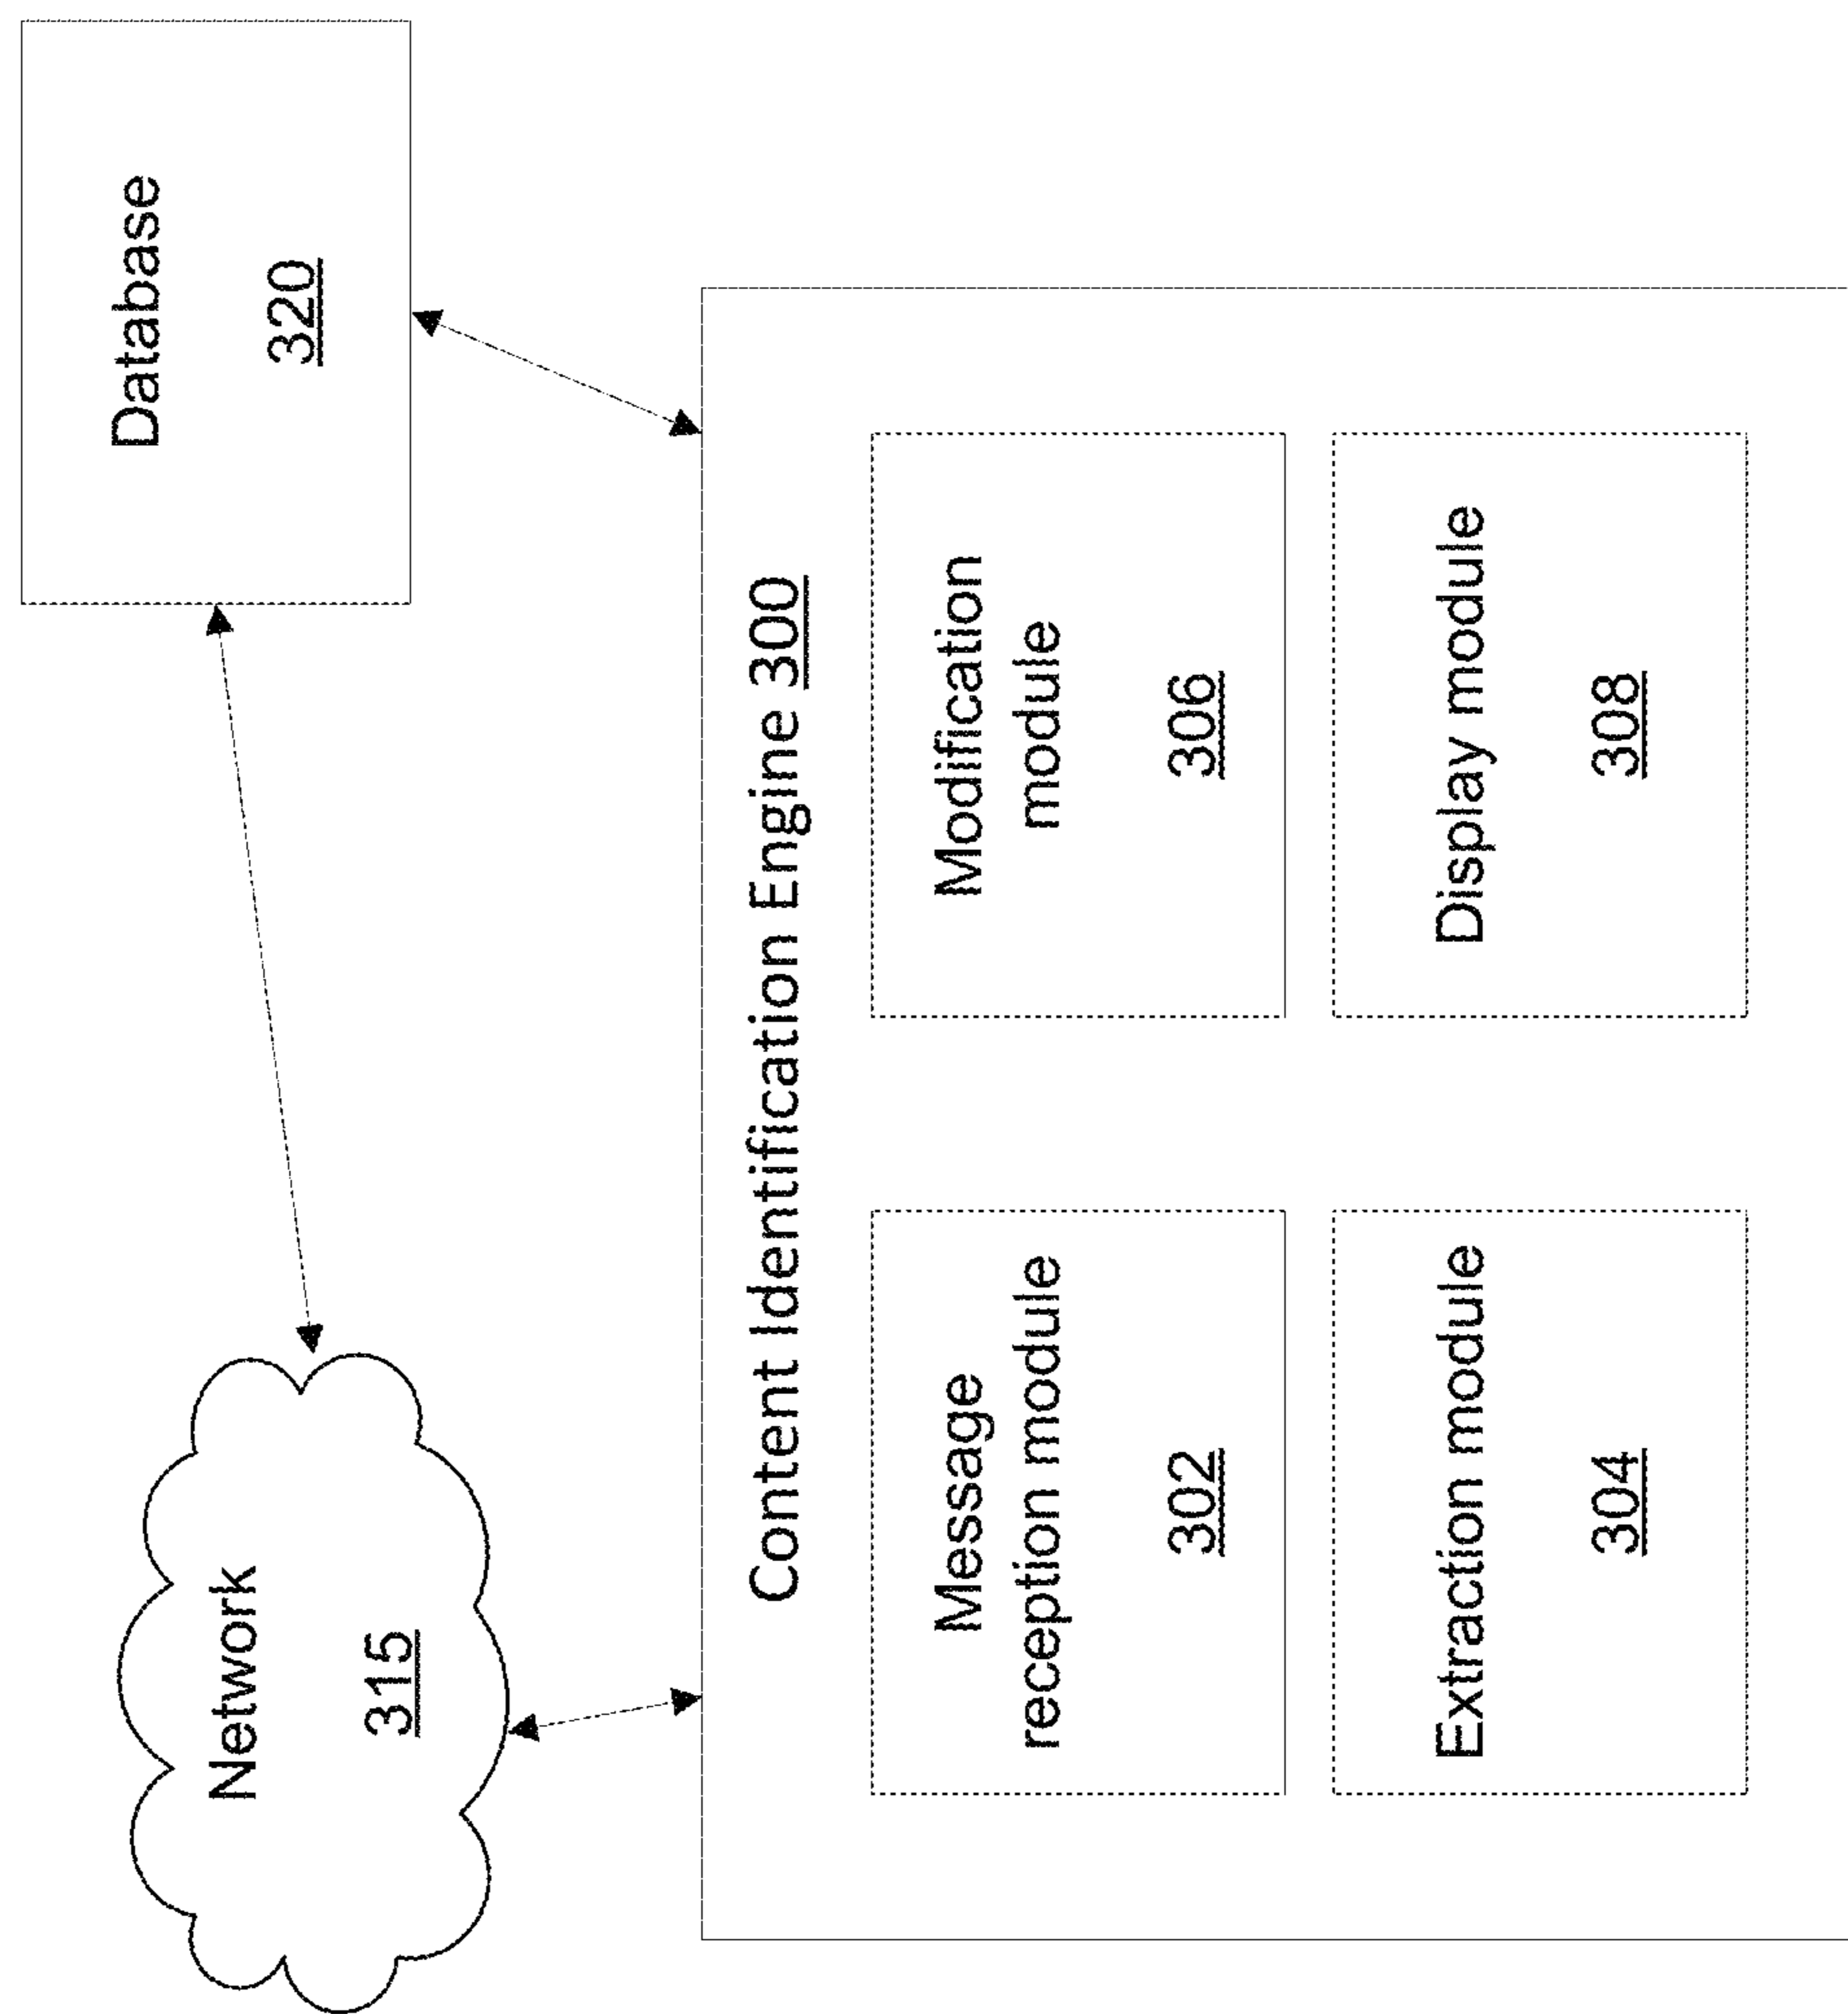 Network
315
Database
320
Content Identification Engine 300
Message
reception module
302
Modification
module
306
Extraction module
304
Display module
308